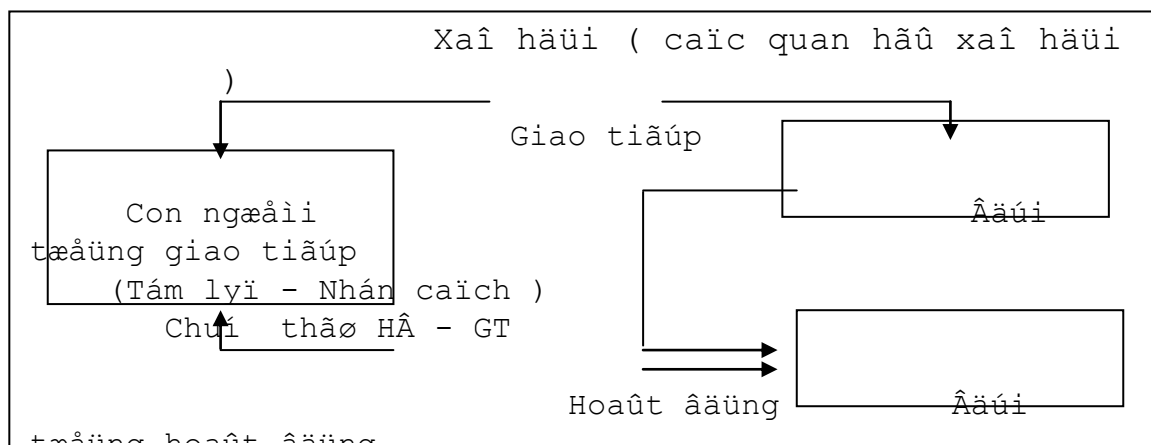 Xaî häüi ( caïc quan hãû xaî häüi
)
Giao tiãúp
Con ngæåìi Âäúi
tæåüng giao tiãúp
(Tám lyï - Nhán caïch )
Chuí thãø HÂ - GT
Hoaût âäüng Âäúi
tæåüng hoaût âäüng